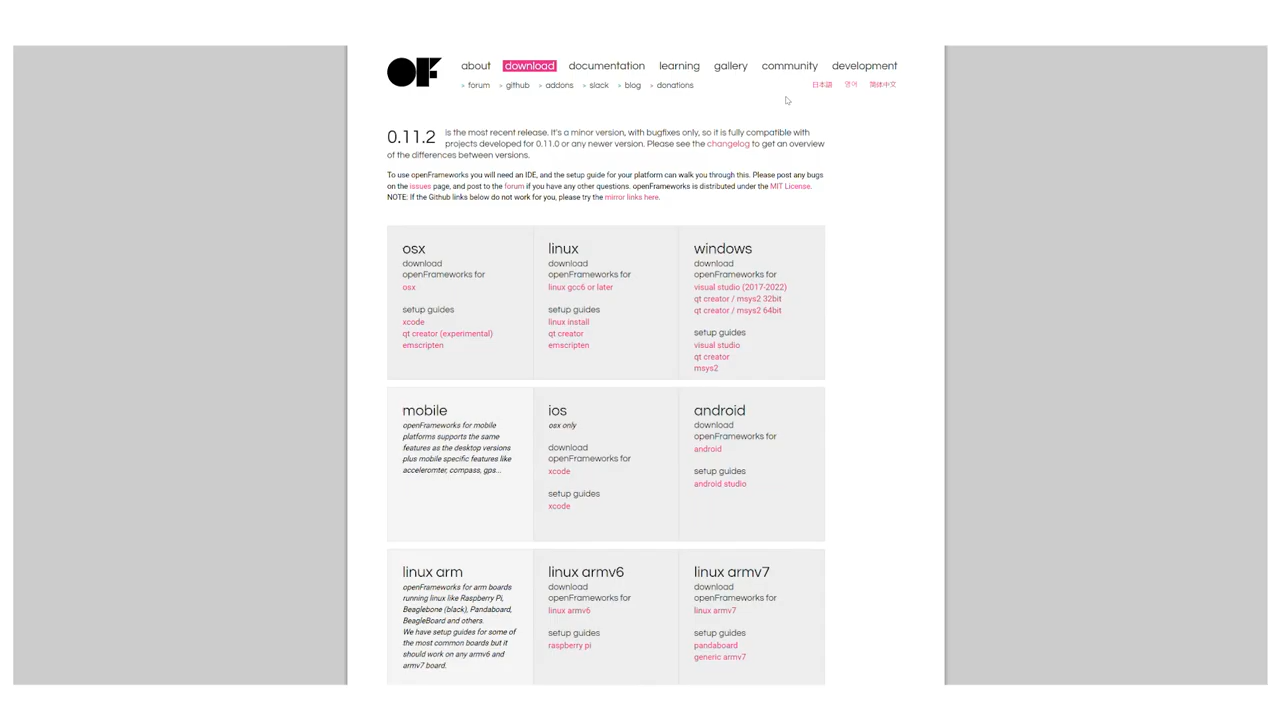 OF
about download documentation learning gallery community development
> forum > github > addons > slack > blog > donations
日本語 영어 简体中文
0.11.2 is the most recent release. It's a minor version, with bugfixes only, so it is fully compatible with
projects developed for 0.11.0 or any newer version. Please see the changelog to get an overview
of the differences between versions.
To use openFrameworks you will need an IDE, and the setup guide for your platform can walk you through this. Please post any bugs
on the issues page, and post to the forum if you have any other questions. openFrameworks is distributed under the MIT License.
NOTE: If the Github links below do not work for you, please try the mirror links here.
osx
download
openFrameworks for
osx
setup guides
xcode
qt creator (experimental)
emscripten
linux
download
openFrameworks for
linux gcc6 or later
setup guides
linux install
qt creator
emscripten
windows
download
openFrameworks for
visual studio (2017-2022)
qt creator / msys2 32bit
qt creator / msys2 64bit
setup guides
visual studio
qt creator
msys2
mobile
openFrameworks for mobile
platforms supports the same
features as the desktop versions
plus mobile specific features like
acceleromter, compass, gps...
ios
osx only
download
openFrameworks for
xcode
setup guides
xcode
android
download
openFrameworks for
android
setup guides
android studio
linux arm
openFrameworks for arm boards
running linux like Raspberry Pi,
Beaglebone (black), Pandaboard,
BeagleBoard and others.
We have setup guides for some of
the most common boards but it
should work on any armv6 and
armv7 board.
linux armv6
download
openFrameworks for
linux armv6
setup guides
raspberry pi
linux armv7
download
openFrameworks for
linux armv7
setup guides
pandaboard
generic armv7